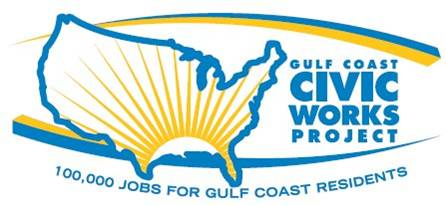 GULF COAST
CIVIC
WORKS
PROJECT
100,000 JOBS FOR GULF COAST RESIDENTS